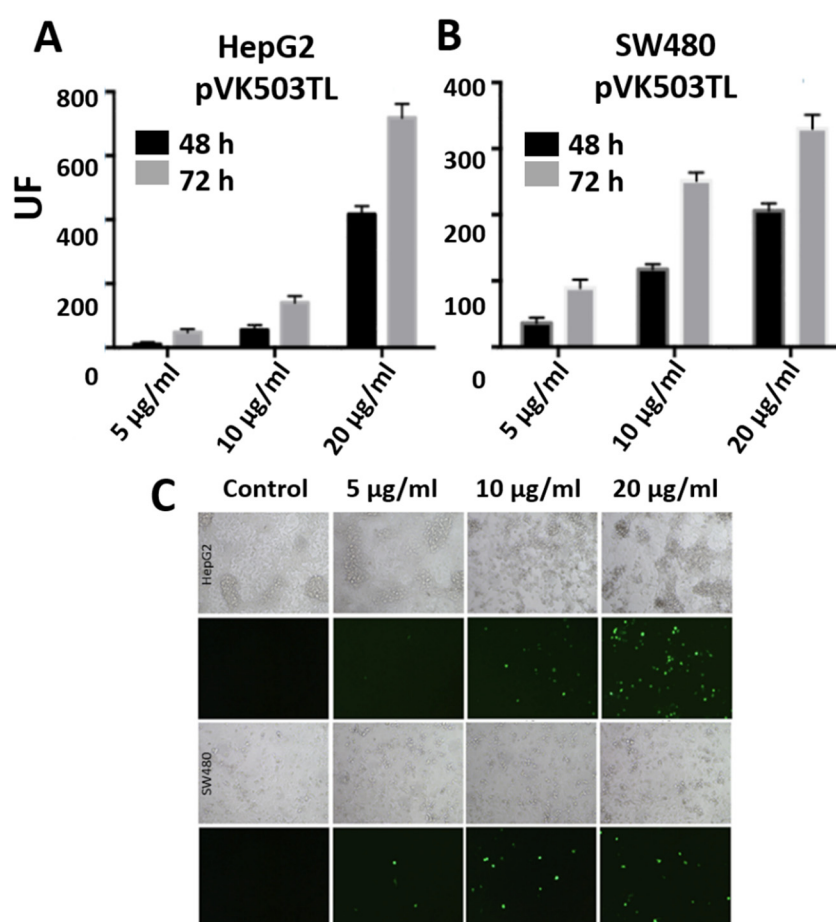 A
HepG2
pVK503TL
800
600
400
200
0
UF
48 h
72 h
5 µg/ml
10 µg/ml
20 µg/ml
B
SW480
pVK503TL
400
300
200
100
0
48 h
72 h
5 µg/ml
10 µg/ml
20 µg/ml
C
Control 5 µg/ml 10 µg/ml 20 µg/ml
HepG2
SW480